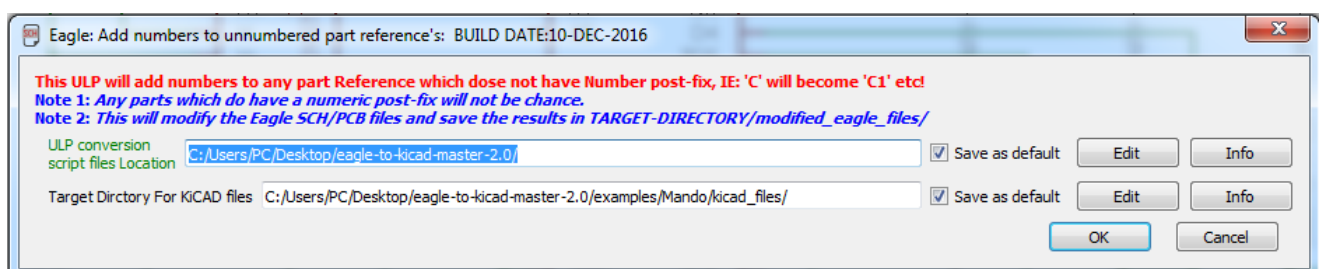 Eagle: Add numbers to unnumbered part reference's: BUILD DATE:10-DEC-2016
This ULP will add numbers to any part Reference which dose not have Number post-fix, IE: 'C' will become 'C1' etc!
Note 1: Any parts which do have a numeric post-fix will not be chance.
Note 2: This will modify the Eagle SCH/PCB files and save the results in TARGET-DIRECTORY/modified_eagle_files/
ULP conversion
script files Location C:/Users/PC/Desktop/eagle-to-kicad-master-2.0/ Save as default Edit Info
Target Dirctory For KiCAD files C:/Users/PC/Desktop/eagle-to-kicad-master-2.0/examples/Mando/kicad_files/ Save as default Edit Info
OK Cancel